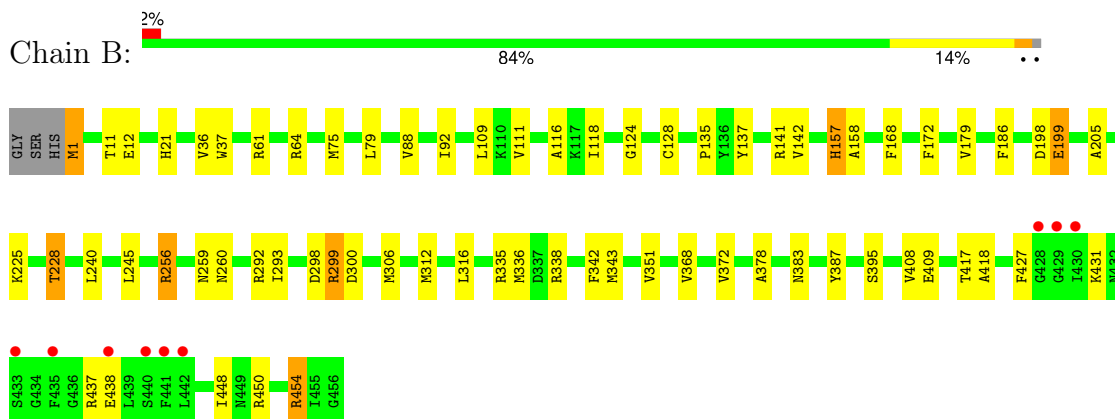 2%
Chain B:
84% 14% • •
GLY SER HIS M1 T11 E12 H21 V36 W37 R61 R64 M75 L79 V88 I92 L109 K110 V111 A116 K117 I118 G124 C128 P135 Y136 Y137 R141 V142 H157 A158 F168 F172 V179 F186 D198 E199 A205
K225 T228 L240 L245 R256 N259 N260 R292 I293 D298 R299 D300 M306 M312 L316 R335 M336 D337 R338 F342 M343 V351 V368 V372 A378 N383 Y387 S395 V408 E409 T417 A418 F427 G428 G429 I430 K431 N432
S433 G434 F435 G436 R437 E438 L439 S440 F441 L442 I448 N449 R450 R454 I455 G456